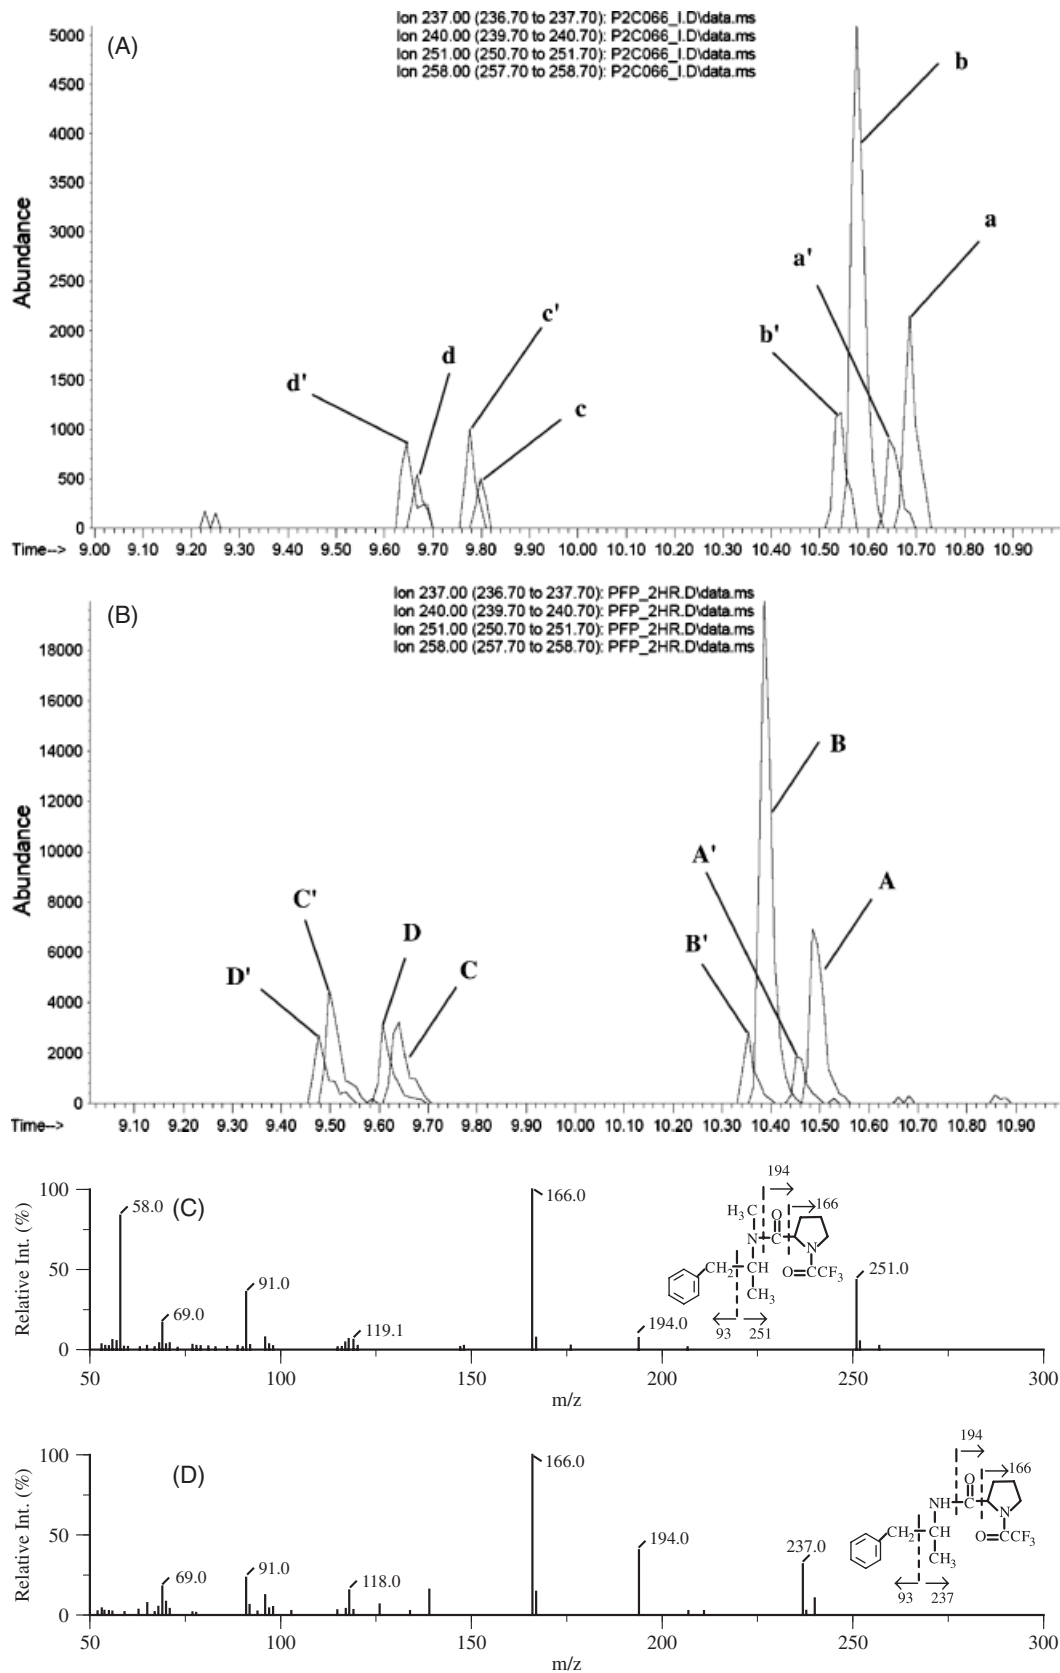 Ion 237.00 (236.70 to 237.70): P2C066_I.D\data.ms
Ion 240.00 (239.70 to 240.70): P2C066_I.D\data.ms
Ion 251.00 (250.70 to 251.70): P2C066_I.D\data.ms
Ion 258.00 (257.70 to 258.70): P2C066_I.D\data.ms
(A)
Abundance
5000
4500
4000
3500
3000
2500
2000
1500
1000
500
0
b
a
a'
b'
c'
d
d'
c
Time-->
9.00 9.10 9.20 9.30 9.40 9.50 9.60 9.70 9.80 9.90 10.00 10.10 10.20 10.30 10.40 10.50 10.60 10.70 10.80 10.90
Ion 237.00 (236.70 to 237.70): PFP_2HR.D\data.ms
Ion 240.00 (239.70 to 240.70): PFP_2HR.D\data.ms
Ion 251.00 (250.70 to 251.70): PFP_2HR.D\data.ms
Ion 258.00 (257.70 to 258.70): PFP_2HR.D\data.ms
(B)
Abundance
18000
16000
14000
12000
10000
8000
6000
4000
2000
0
B
A'
A
C'
D
B'
D'
C
Time-->
9.10 9.20 9.30 9.40 9.50 9.60 9.70 9.80 9.90 10.00 10.10 10.20 10.30 10.40 10.50 10.60 10.70 10.80 10.90
(C)
Relative Int. (%)
100
50
0
58.0
69.0
91.0
119.1
166.0
194.0
251.0
194
166
H3C
O
N
C
N
CH2
CH
O
CCF3
CH3
93 251
50 100 150 200 250 300
m/z
(D)
Relative Int. (%)
100
50
0
69.0
91.0
118.0
166.0
194.0
237.0
194
166
O
NH
C
N
CH2
CH
O
CCF3
CH3
93 237
50 100 150 200 250 300
m/z